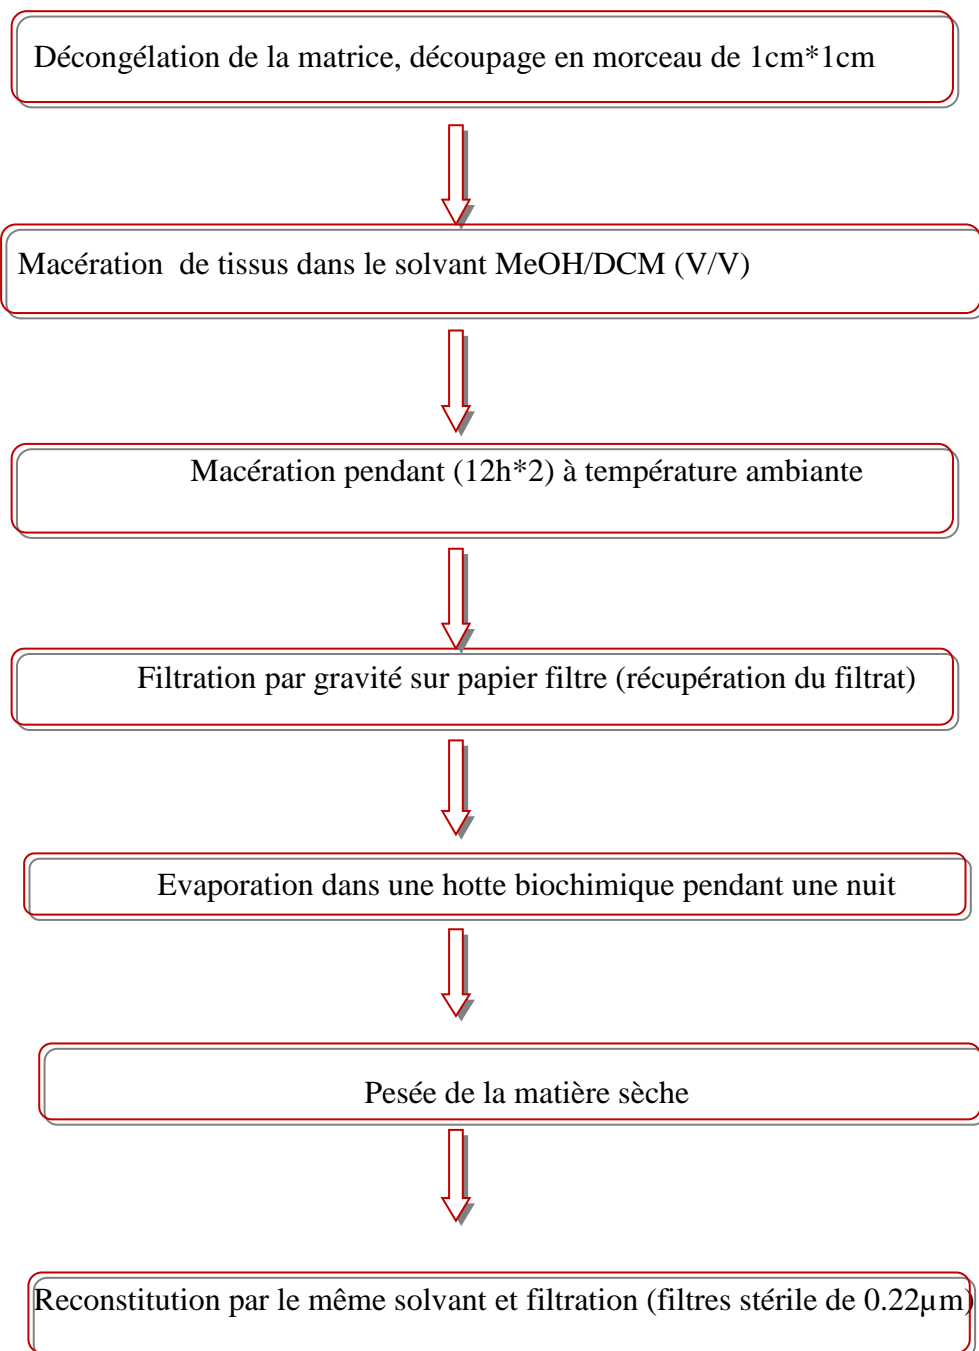 Décongélation de la matrice, découpage en morceau de 1cm*1cm
Macération de tissus dans le solvant MeOH/DCM (V/V)
Macération pendant (12h*2) à température ambiante
Filtration par gravité sur papier filtre (récupération du filtrat)
Evaporation dans une hotte biochimique pendant une nuit
Pesée de la matière sèche
Reconstitution par le même solvant et filtration (filtres stérile de 0.22µm)